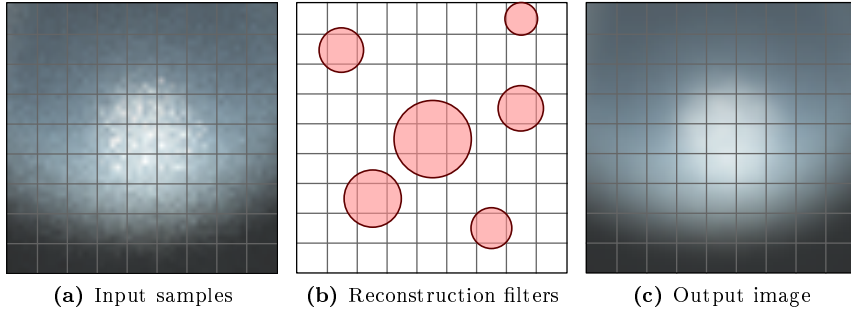 (a) Input samples
(b) Reconstruction filters
(c) Output image